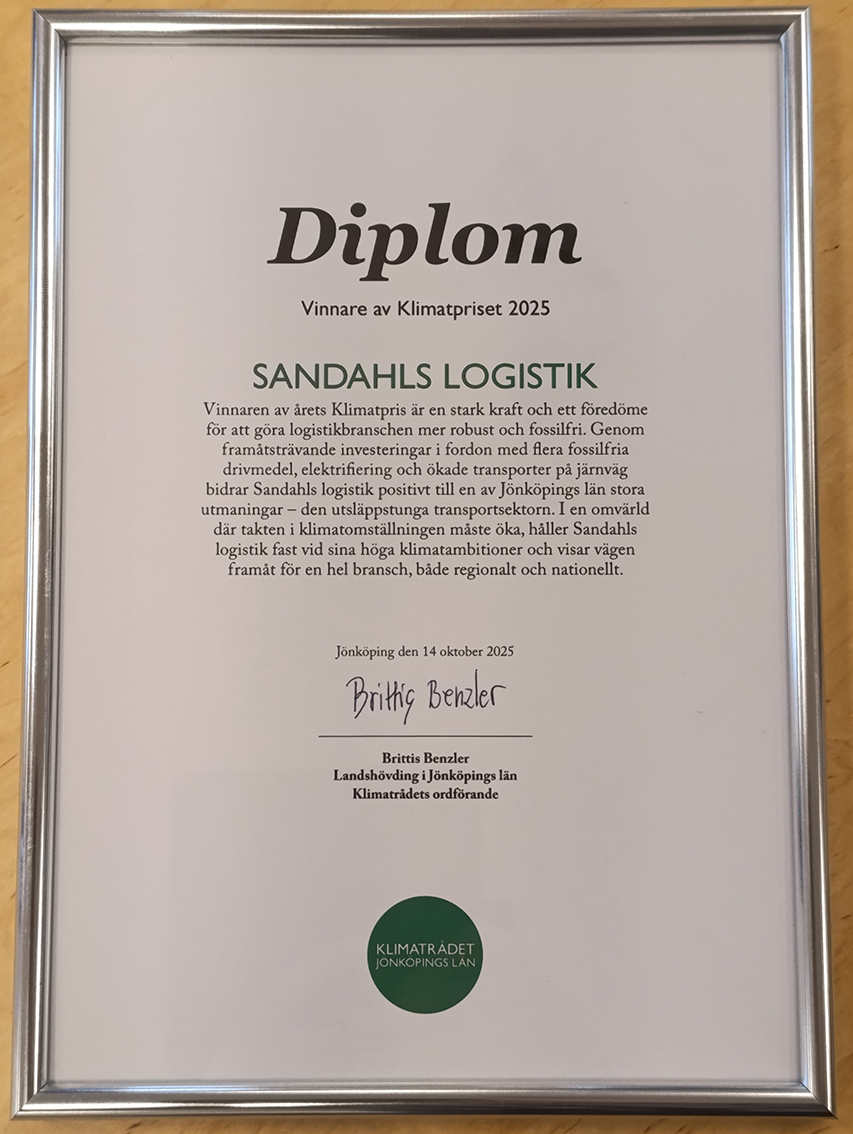 Diplom
Vinnare av Klimatpriset 2025
SANDAHLS LOGISTIK
Vinnaren av årets Klimatpris är en stark kraft och ett föredöme
för att göra logistikbranschen mer robust och fossilfri. Genom
framåtsträvande investeringar i fordon med flera fossilfria
drivmedel, elektrifiering och ökade transporter på järnväg
bidrar Sandahls logistik positivt till en av Jönköpings län stora
utmaningar – den utsläppstunga transportsektorn. I en omvärld
där takten i klimatomställningen måste öka, håller Sandahls
logistik fast vid sina höga klimatambitioner och visar vägen
framåt för en hel bransch, både regionalt och nationellt.
Jönköping den 14 oktober 2025
Brittis Benzler
Brittis Benzler
Landshövding i Jönköpings län
Klimatrådets ordförande
KLIMATRÅDET
JÖNKÖPINGS LÄN